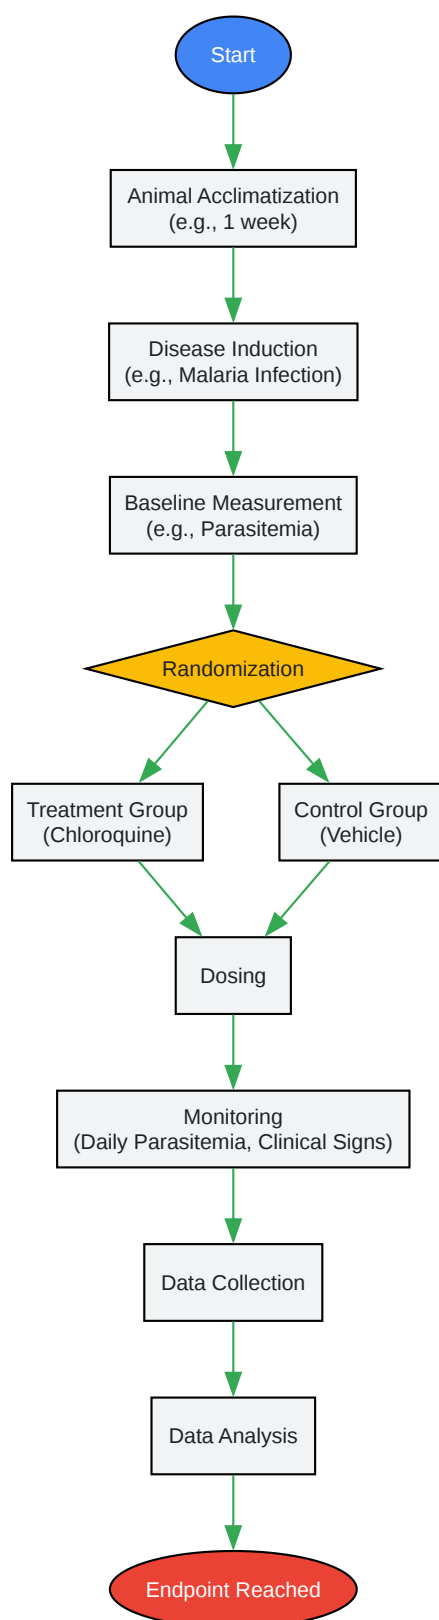 Start
Animal Acclimatization
(e.g., 1 week)
Disease Induction
(e.g., Malaria Infection)
Baseline Measurement
(e.g., Parasitemia)
Randomization
Treatment Group
(Chloroquine)
Control Group
(Vehicle)
Dosing
Monitoring
(Daily Parasitemia, Clinical Signs)
Data Collection
Data Analysis
Endpoint Reached